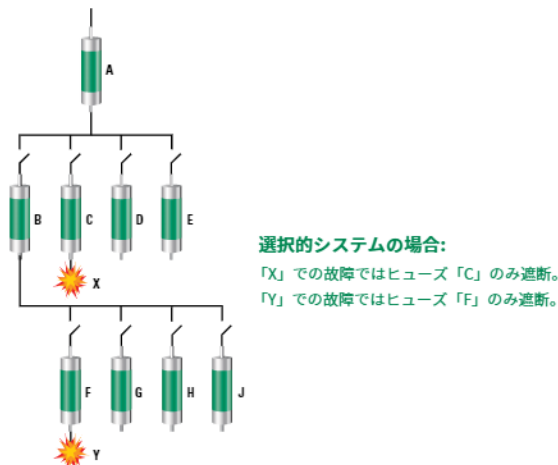 A
B
C
D
E
X
選択的システムの場合:
「X」での故障ではヒューズ「C」のみ遮断。
「Y」での故障ではヒューズ「F」のみ遮断。
F
G
H
J
Y